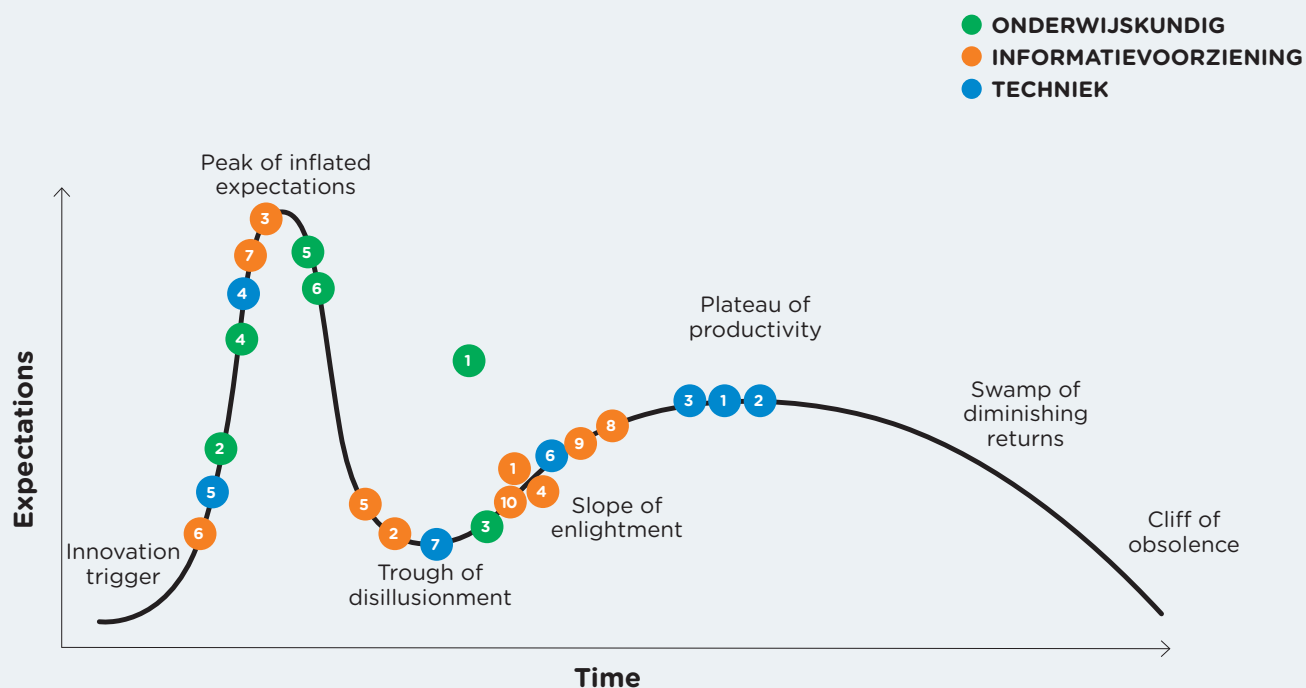 ONDERWIJSKUNDIG
INFORMATIEVOORZIENING
TECHNIEK
Peak of inflated
expectations
3
7
5
4
6
4
Plateau of
productivity
1
Expectations
3
1
2
Swamp of
diminishing
returns
8
9
2
6
1
5
4
10
5
Slope of
enlightment
3
6
2
7
Cliff of
obsolence
Innovation
trigger
Trough of
disillusionment
Time